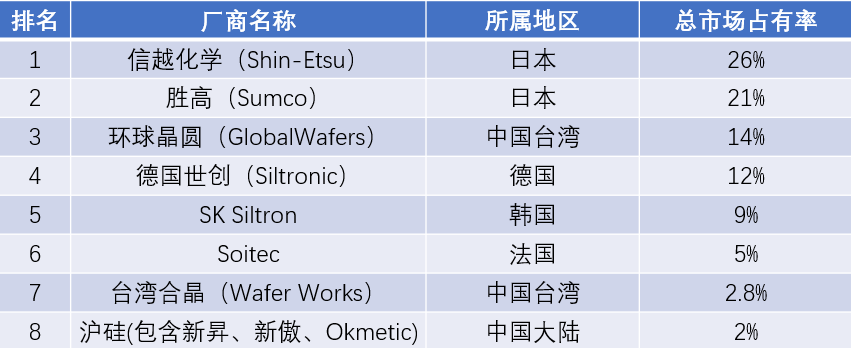 排名 厂商名称 所属地区 总市场占有率
1 信越化学（Shin-Etsu） 日本 26%
2 胜高（Sumco） 日本 21%
3 环球晶圆（GlobalWafers） 中国台湾 14%
4 德国世创（Siltronic） 德国 12%
5 SK Siltron 韩国 9%
6 Soitec 法国 5%
7 台湾合晶（Wafer Works） 中国台湾 2.8%
8 沪硅(包含新昇、新傲、Okmetic) 中国大陆 2%